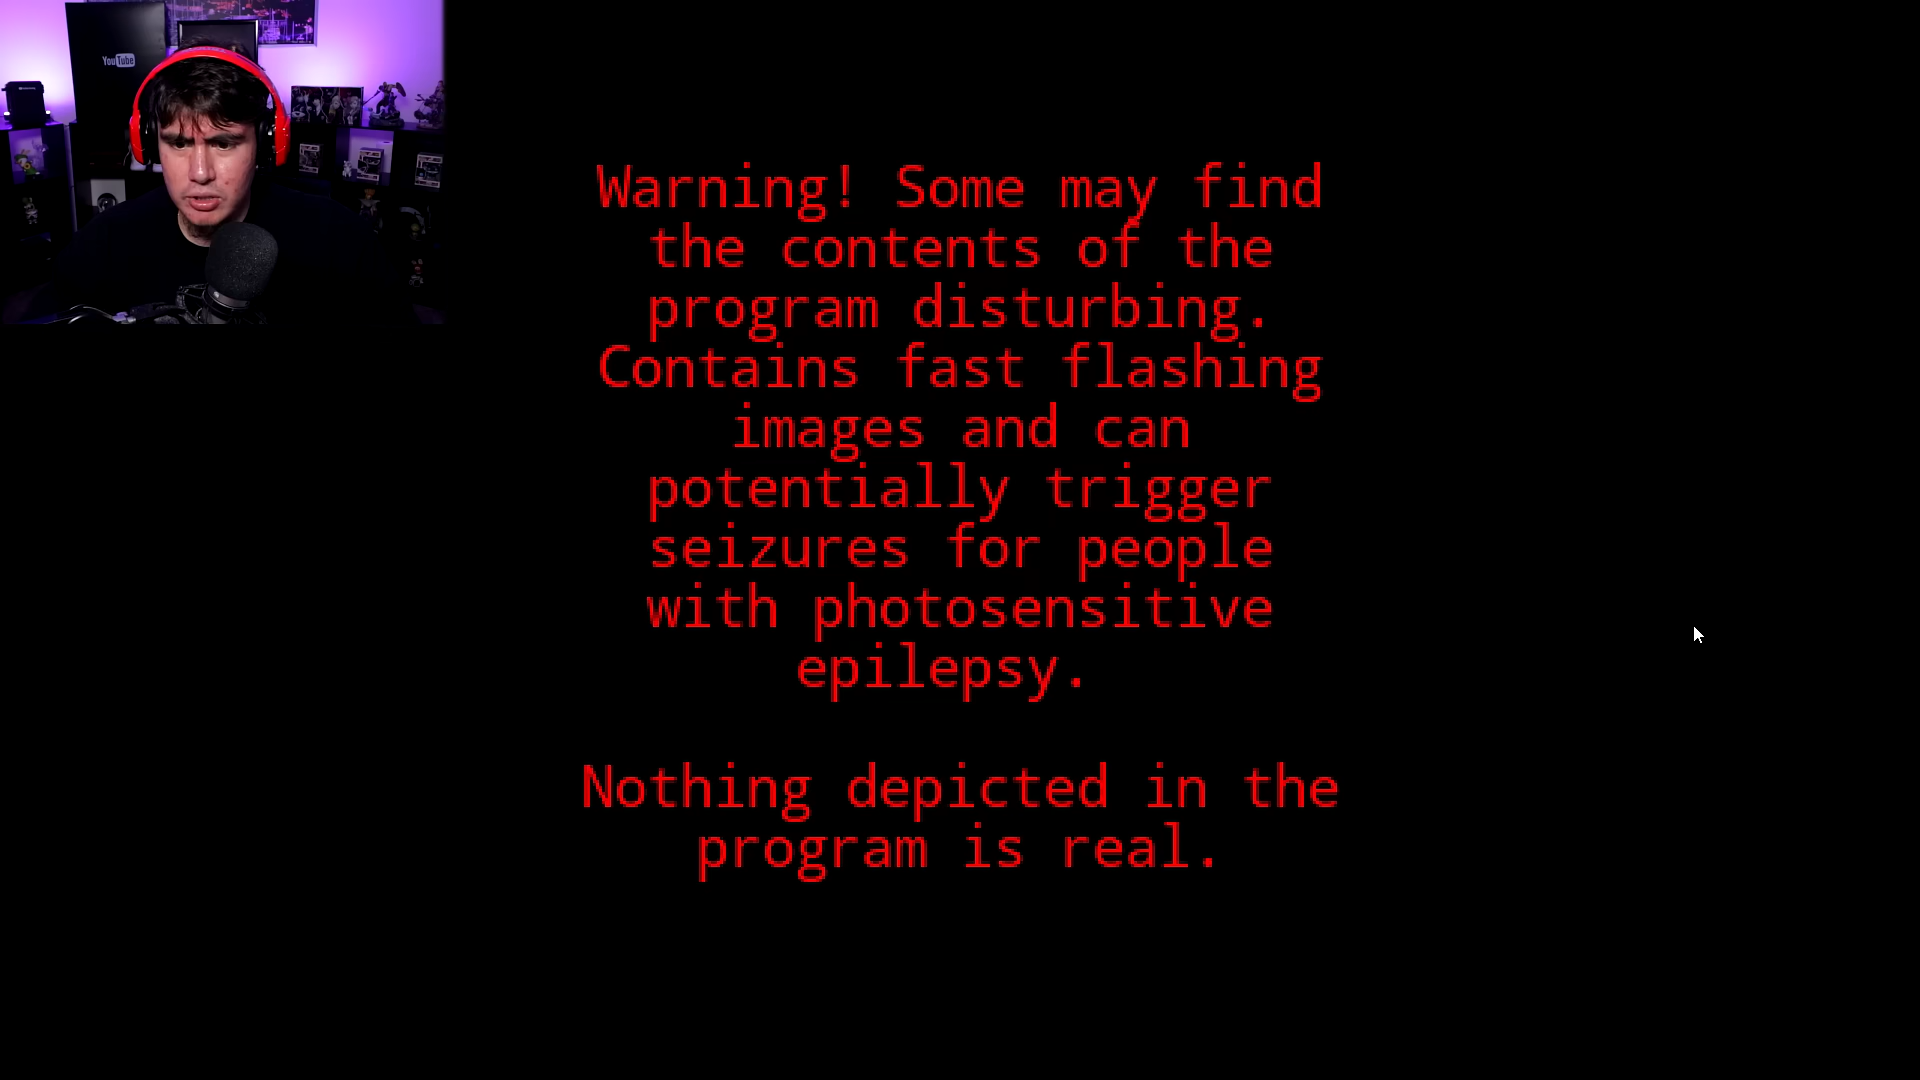 YouTube
Warning! Some may find
the contents of the
program disturbing.
Contains fast flashing
images and can
potentially trigger
seizures for people
with photosensitive
epilepsy.
Nothing depicted in the
program is real.